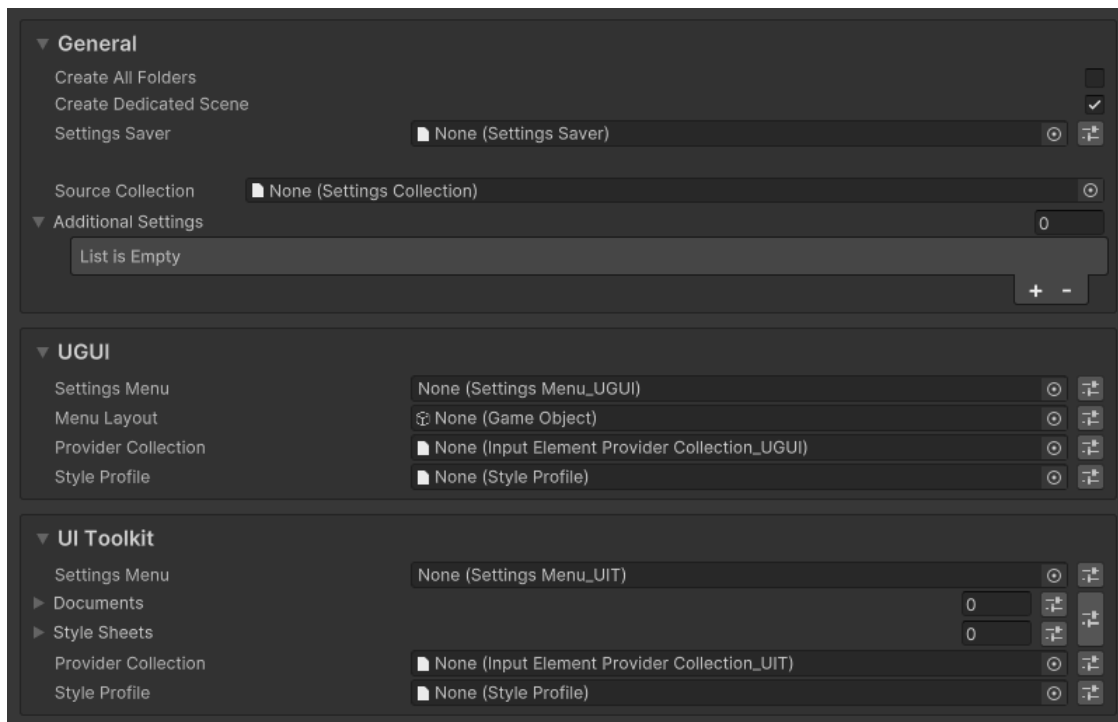 General
Create All Folders
Create Dedicated Scene
Settings Saver None (Settings Saver)
Source Collection None (Settings Collection)
Additional Settings 0
List is Empty
+ -
UGUI
Settings Menu None (Settings Menu_UGUI)
Menu Layout None (Game Object)
Provider Collection None (Input Element Provider Collection_UGUI)
Style Profile None (Style Profile)
UI Toolkit
Settings Menu None (Settings Menu_UIT)
Documents 0
Style Sheets 0
Provider Collection None (Input Element Provider Collection_UIT)
Style Profile None (Style Profile)